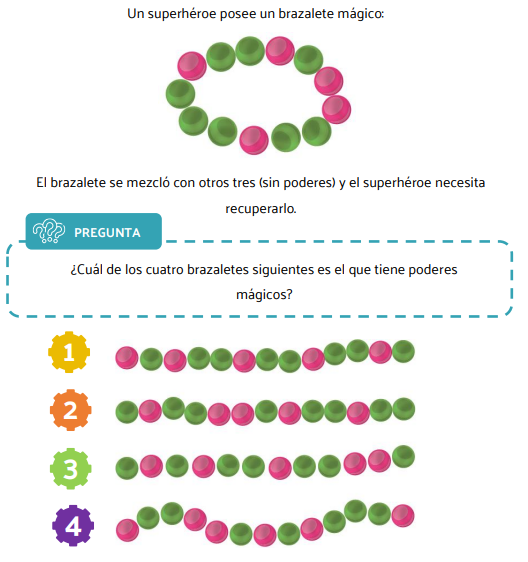 Un superhéroe posee un brazalete mágico:
El brazalete se mezcló con otros tres (sin poderes) y el superhéroe necesita
recuperarlo.
PREGUNTA
¿Cuál de los cuatro brazaletes siguientes es el que tiene poderes
mágicos?
1
2
3
4